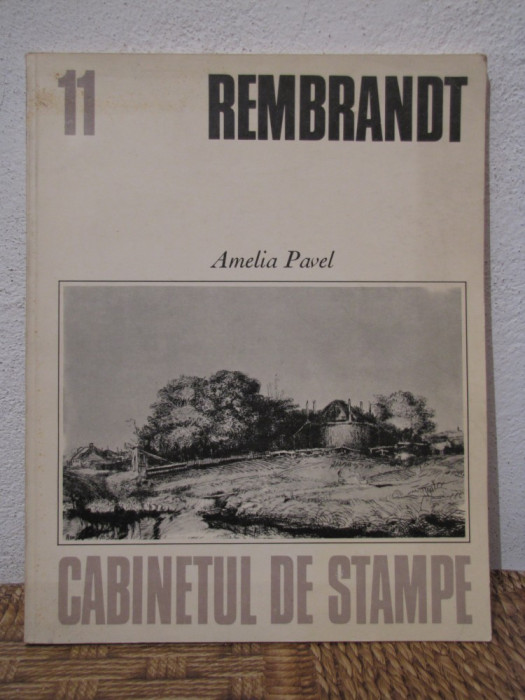 11 REMBRANDT
Amelia Pavel
CABINETUL DE STAMPE